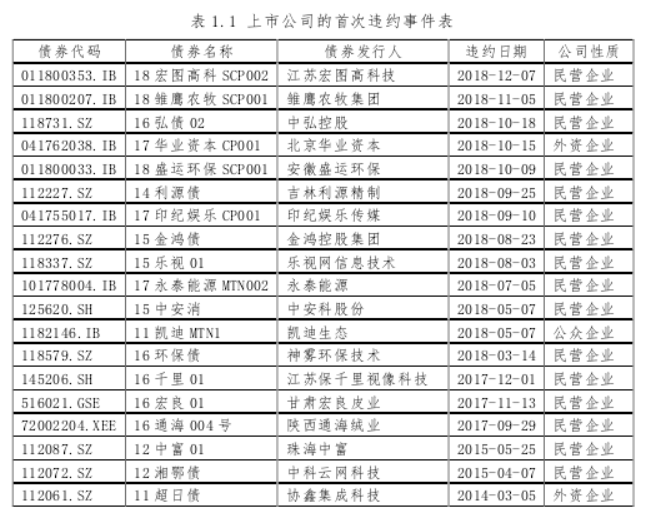 表 1.1 上市公司的首次违约事件表
债券代码 债券名称 债券发行人 违约日期 公司性质
011800353.IB 18 宏图高科 SCP002 江苏宏图高科技 2018-12-07 民营企业
011800207.IB 18 雏鹰农牧 SCP001 雏鹰农牧集团 2018-11-05 民营企业
118731.SZ 16 弘债 02 中弘控股 2018-10-18 民营企业
041762038.IB 17 华业资本 CP001 北京华业资本 2018-10-15 外资企业
011800033.IB 18 盛运环保 SCP001 安徽盛运环保 2018-10-09 民营企业
112227.SZ 14 利源债 吉林利源精制 2018-09-25 民营企业
041755017.IB 17 印纪娱乐 CP001 印纪娱乐传媒 2018-09-10 民营企业
112276.SZ 15 金鸿债 金鸿控股集团 2018-08-23 民营企业
118337.SZ 15 乐视 01 乐视网信息技术 2018-08-03 民营企业
101778004.IB 17 永泰能源 MTN002 永泰能源 2018-07-05 民营企业
125620.SH 15 中安消 中安科股份 2018-05-07 民营企业
1182146.IB 11 凯迪 MTN1 凯迪生态 2018-05-07 公众企业
118579.SZ 16 环保债 神雾环保技术 2018-03-14 民营企业
145206.SH 16 千里 01 江苏保千里视像科技 2017-12-01 民营企业
516021.GSE 16 宏良 01 甘肃宏良皮业 2017-11-13 民营企业
72002204.XEE 16 通海 004 号 陕西通海绒业 2017-09-29 民营企业
112087.SZ 12 中富 01 珠海中富 2015-05-25 民营企业
112072.SZ 12 湘鄂债 中科云网科技 2015-04-07 民营企业
112061.SZ 11 超日债 协鑫集成科技 2014-03-05 外资企业